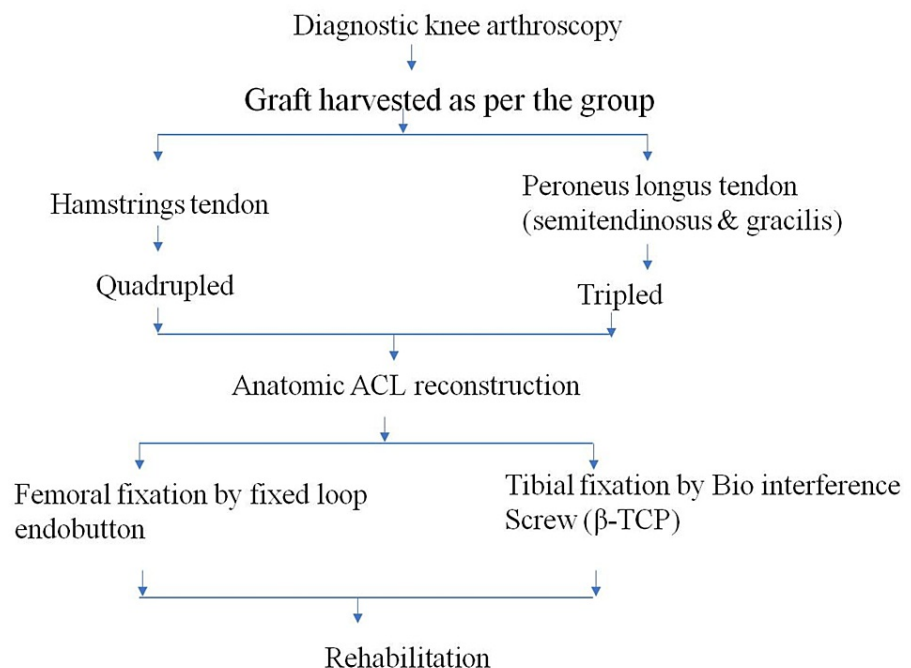 Diagnostic knee arthroscopy
Graft harvested as per the group
Hamstrings tendon
Peroneus longus tendon
(semitendinosus & gracilis)
Quadrupled
Tripled
Anatomic ACL reconstruction
Femoral fixation by fixed loop
endobutton
Tibial fixation by Bio interference
Screw (β-TCP)
Rehabilitation